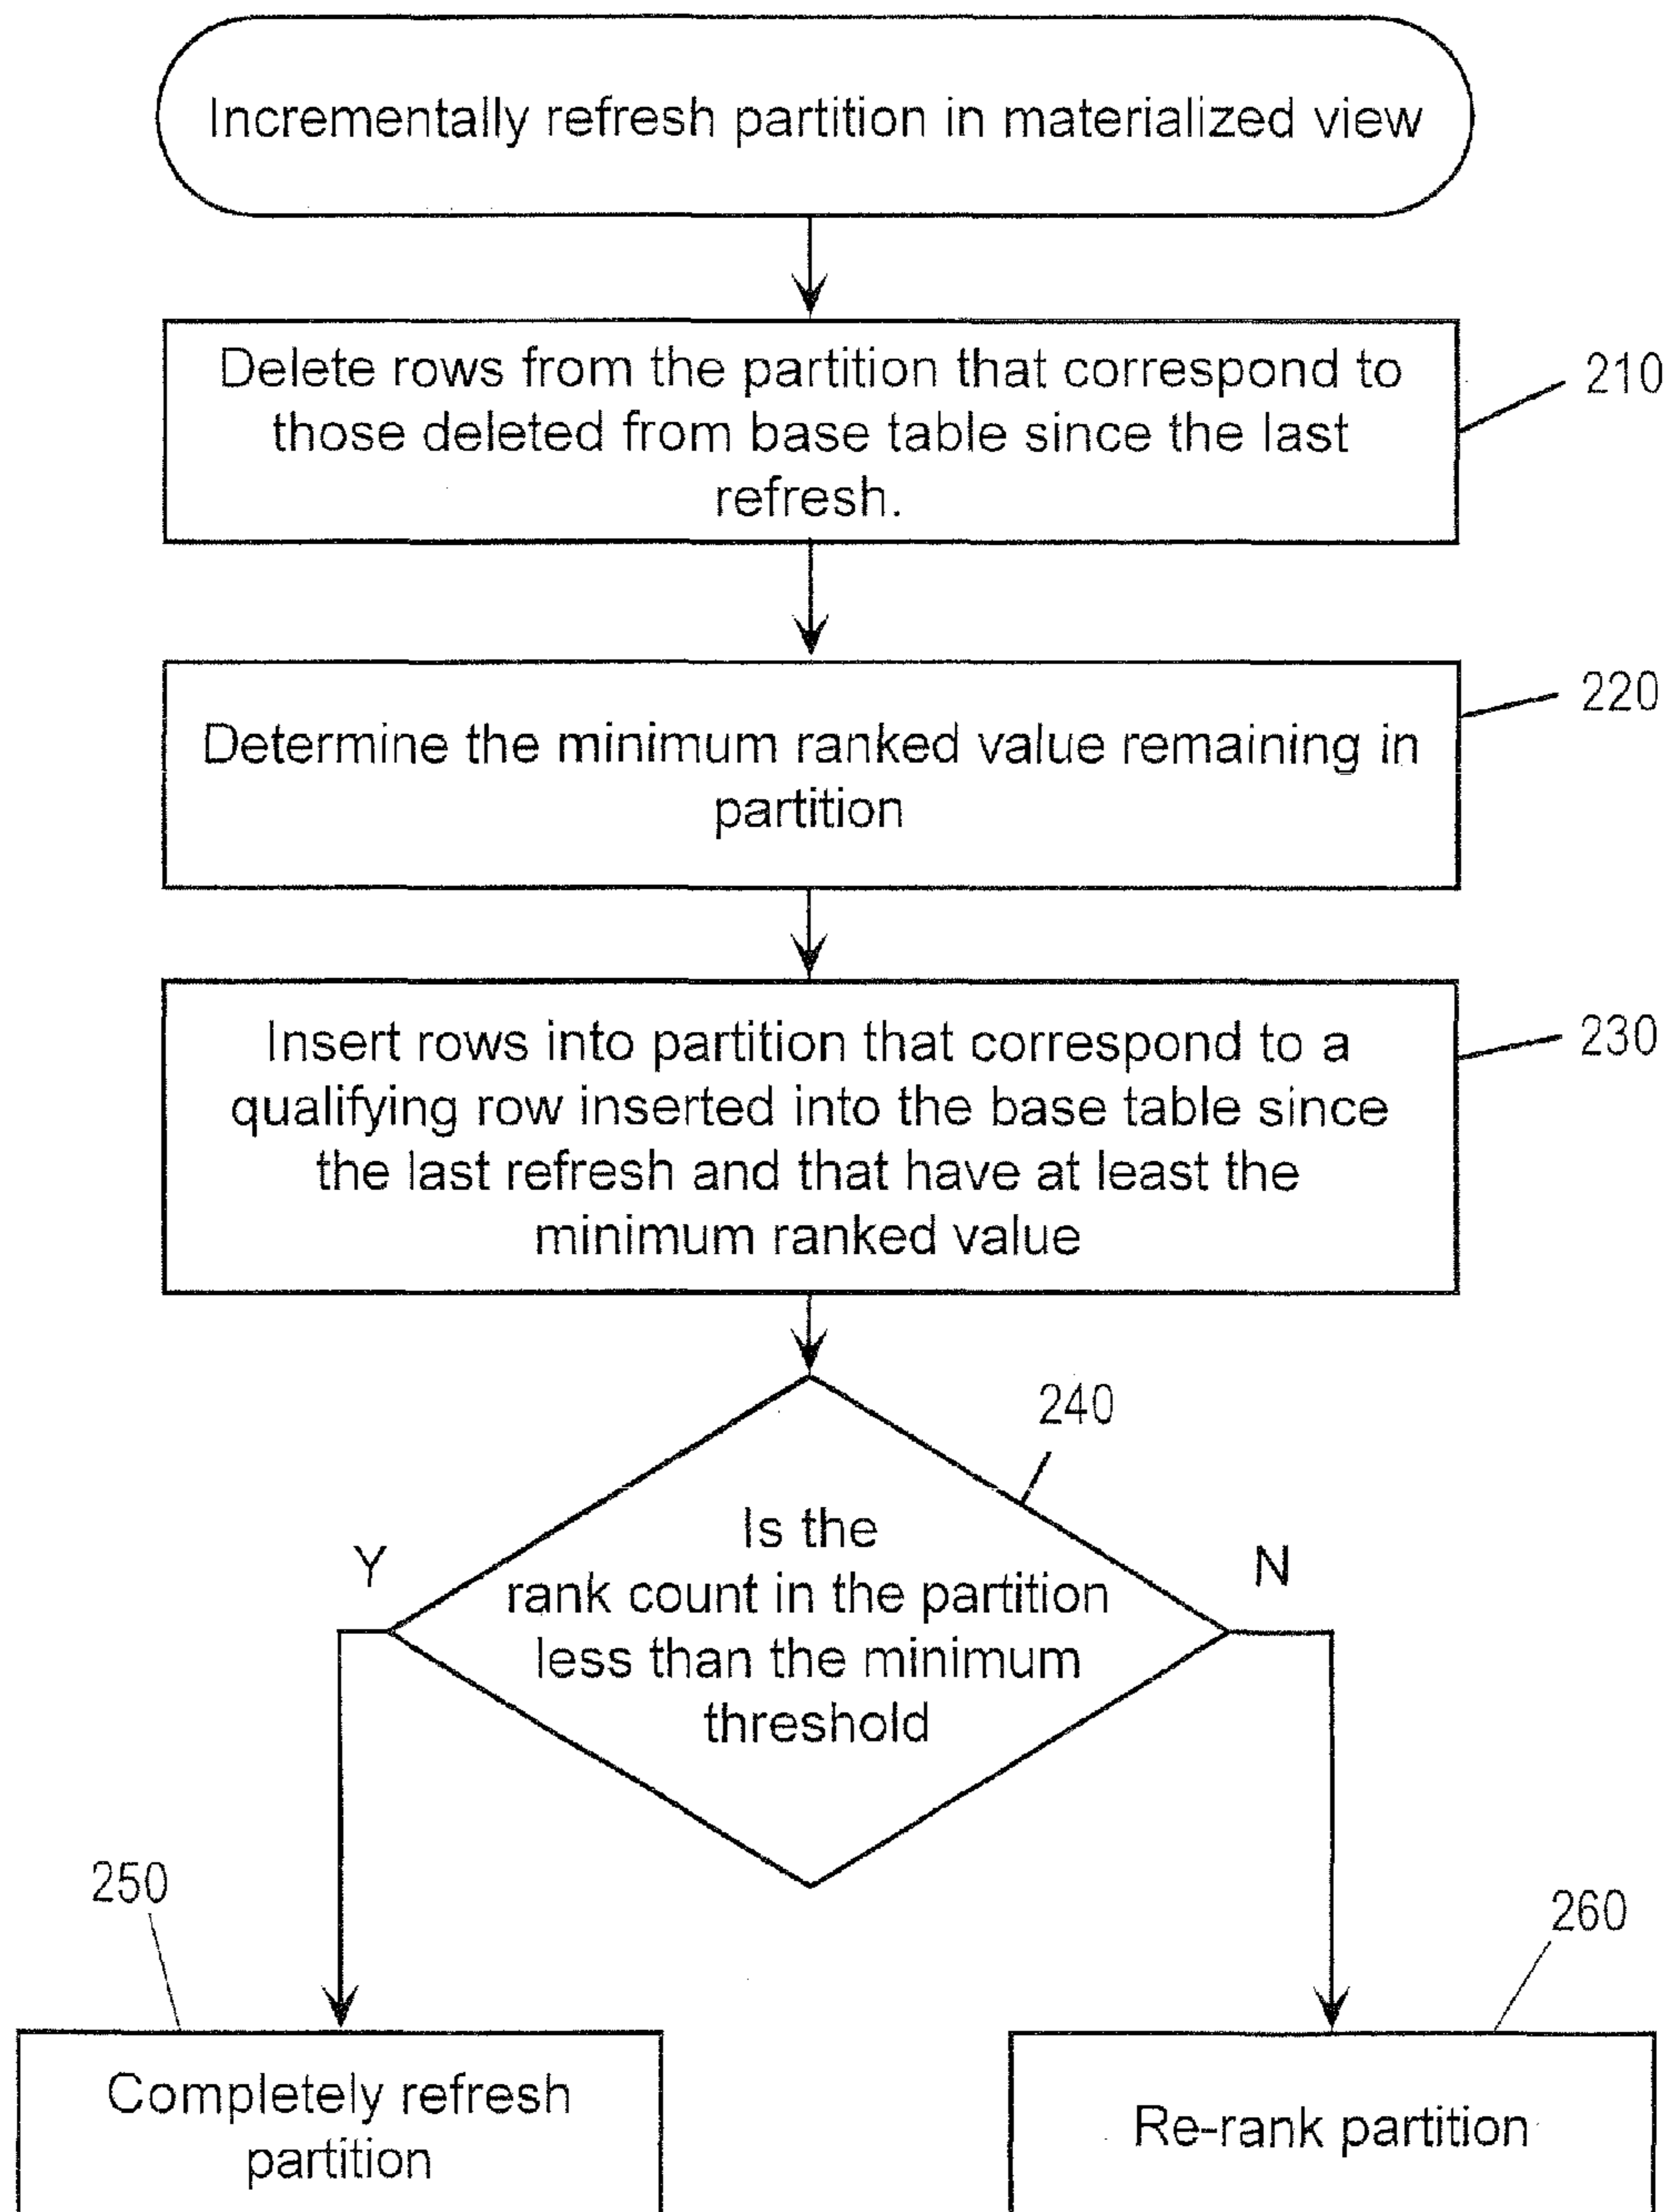 Incrementally refresh partition in materialized view
Delete rows from the partition that correspond to
those deleted from base table since the last
refresh.
210
Determine the minimum ranked value remaining in
partition
220
Insert rows into partition that correspond to a
qualifying row inserted into the base table since
the last refresh and that have at least the
minimum ranked value
230
240
Is the
rank count in the partition
less than the minimum
threshold
Y
N
250
260
Completely refresh
partition
Re-rank partition